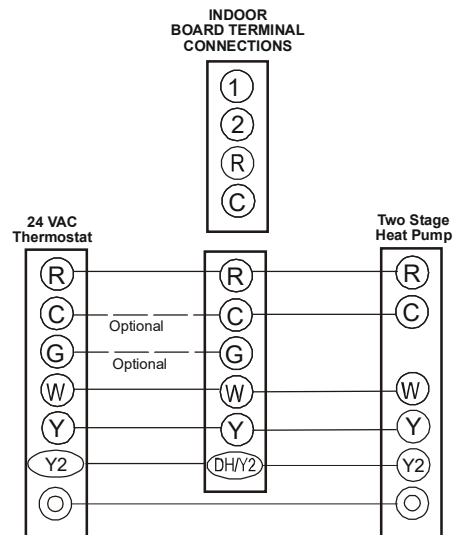 INDOOR
BOARD TERMINAL
CONNECTIONS
1
2
R
C
24 VAC
Thermostat
Two Stage
Heat Pump
R R R
C Optional C C
G Optional G
W W W
Y Y Y
Y2 DH/Y2 Y2
O O